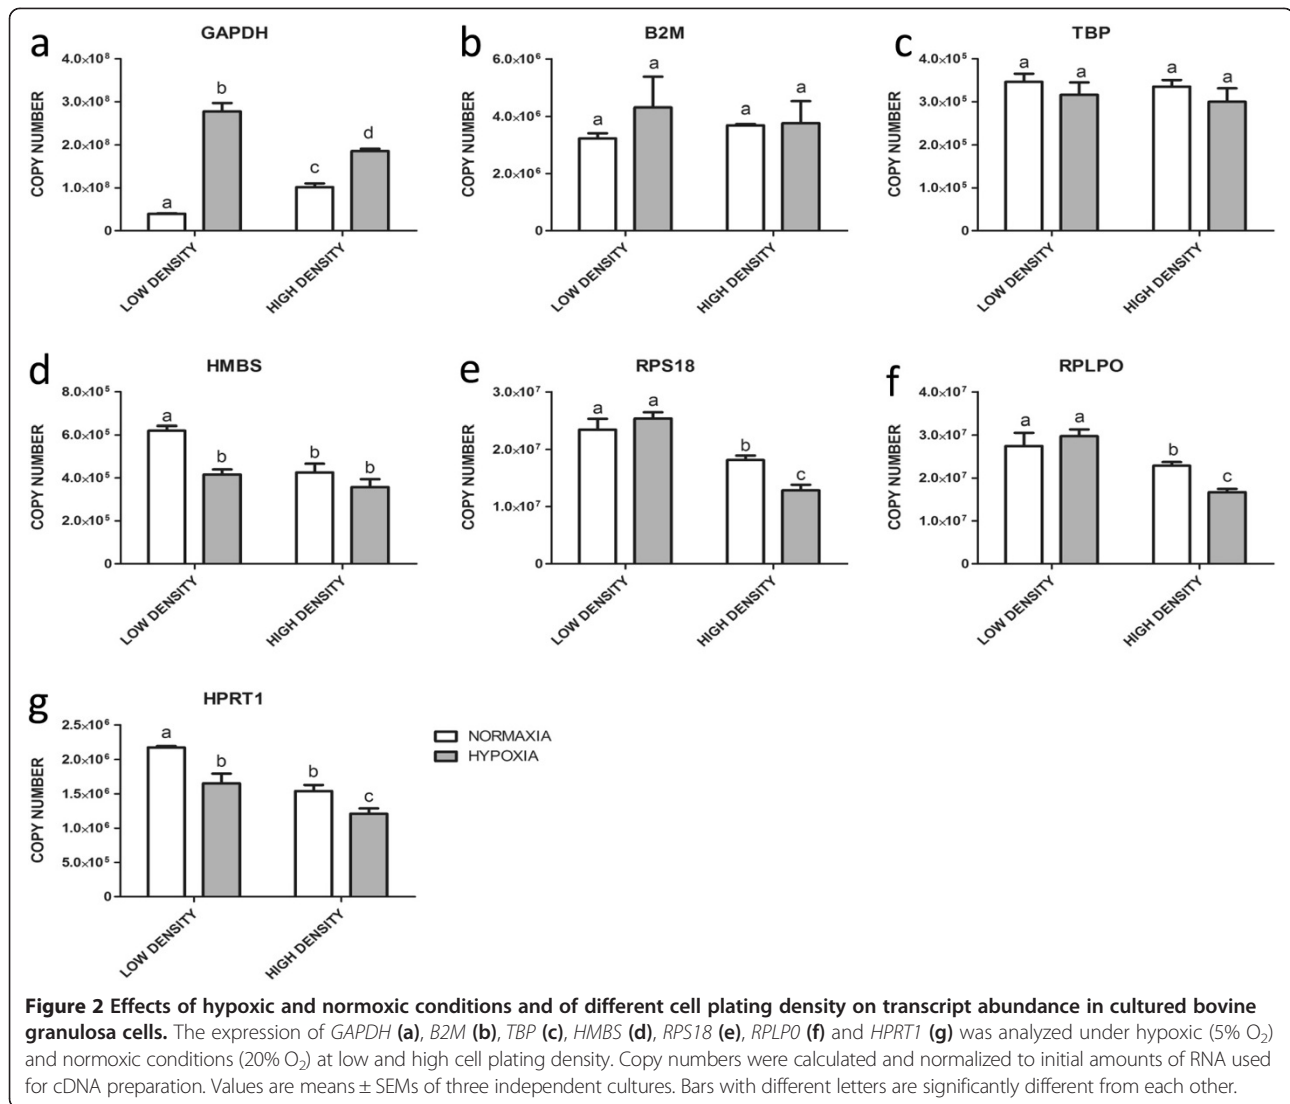 a
GAPDH
COPY NUMBER
4.0×10⁸
3.0×10⁸
2.0×10⁸
1.0×10⁸
0
a
b
c
d
LOW DENSITY
HIGH DENSITY
b
B2M
COPY NUMBER
6.0×10⁶
4.0×10⁶
2.0×10⁶
0
a
a
a
a
LOW DENSITY
HIGH DENSITY
c
TBP
COPY NUMBER
4.0×10⁵
3.0×10⁵
2.0×10⁵
1.0×10⁵
0
a
a
a
a
LOW DENSITY
HIGH DENSITY
d
HMBS
COPY NUMBER
8.0×10⁵
6.0×10⁵
4.0×10⁵
2.0×10⁵
0
a
b
b
b
LOW DENSITY
HIGH DENSITY
e
RPS18
COPY NUMBER
3.0×10⁷
2.0×10⁷
1.0×10⁷
0
a
a
b
c
LOW DENSITY
HIGH DENSITY
f
RPLPO
COPY NUMBER
4.0×10⁷
3.0×10⁷
2.0×10⁷
1.0×10⁷
0
a
a
b
c
LOW DENSITY
HIGH DENSITY
g
HPRT1
COPY NUMBER
2.5×10⁶
2.0×10⁶
1.5×10⁶
1.0×10⁶
5.0×10⁵
0
a
b
b
c
LOW DENSITY
HIGH DENSITY
NORMAXIA
HYPOXIA
Figure 2 Effects of hypoxic and normoxic conditions and of different cell plating density on transcript abundance in cultured bovine
granulosa cells. The expression of GAPDH (a), B2M (b), TBP (c), HMBS (d), RPS18 (e), RPLP0 (f) and HPRT1 (g) was analyzed under hypoxic (5% O₂)
and normoxic conditions (20% O₂) at low and high cell plating density. Copy numbers were calculated and normalized to initial amounts of RNA used
for cDNA preparation. Values are means ± SEMs of three independent cultures. Bars with different letters are significantly different from each other.